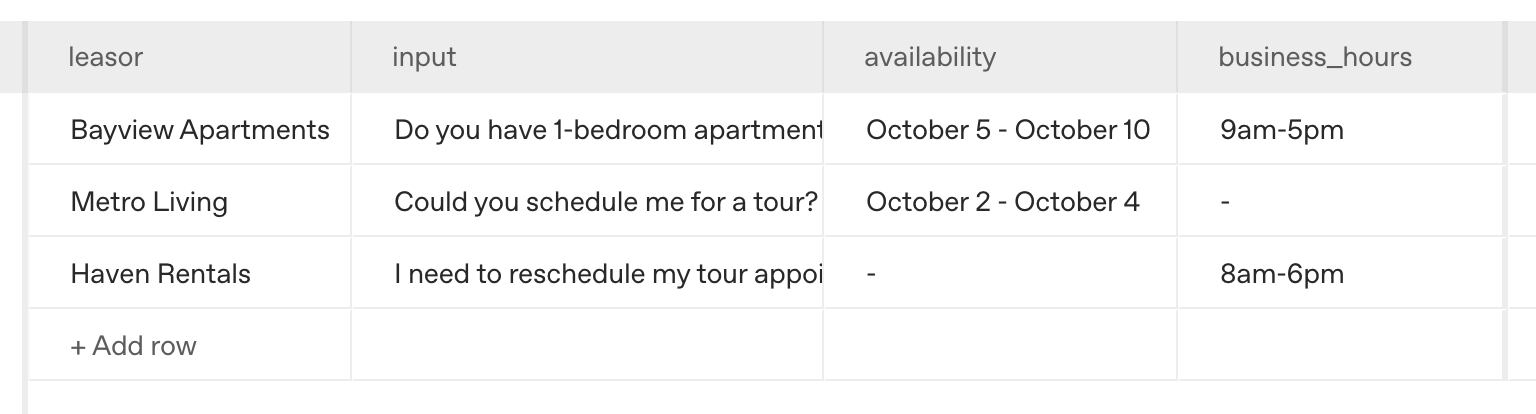 leasor input availability business_hours
Bayview Apartments Do you have 1-bedroom apartment October 5 - October 10 9am-5pm
Metro Living Could you schedule me for a tour? October 2 - October 4 -
Haven Rentals I need to reschedule my tour appoi - 8am-6pm
+ Add row